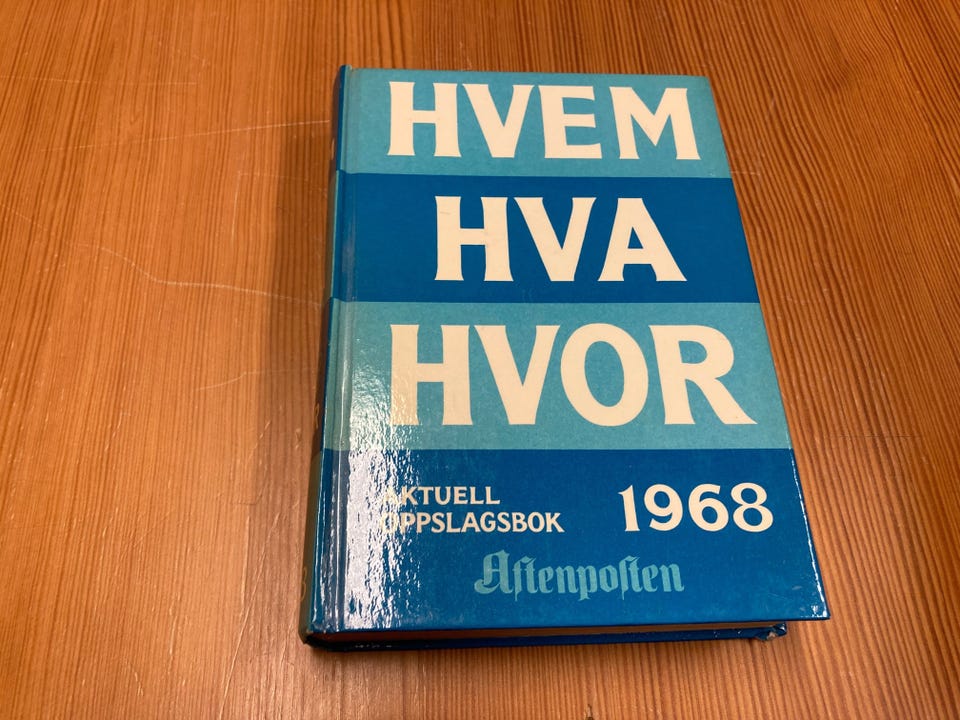 HVEM
HVA
HVOR
AKTUELL
OPPSLAGSBOK
1968
Aftenposten